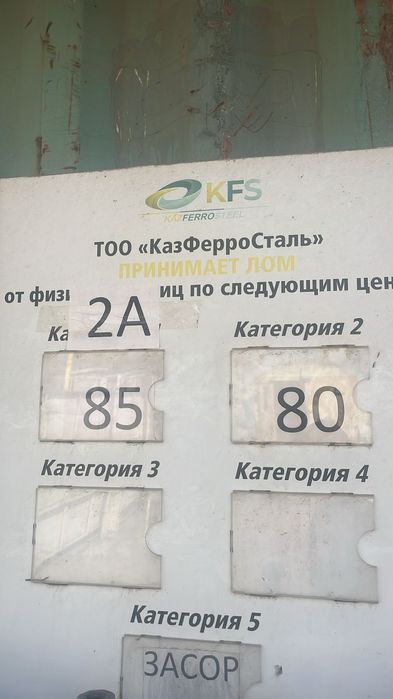 KFS
KAZFERROSTEEL
ТОО «КазФерроСталь»
ПРИНИМАЕТ ЛОМ
от физи иц по следующим цен
Ка 2А Категория 2
85 80
Категория 3 Категория 4
Категория 5
ЗАСОР